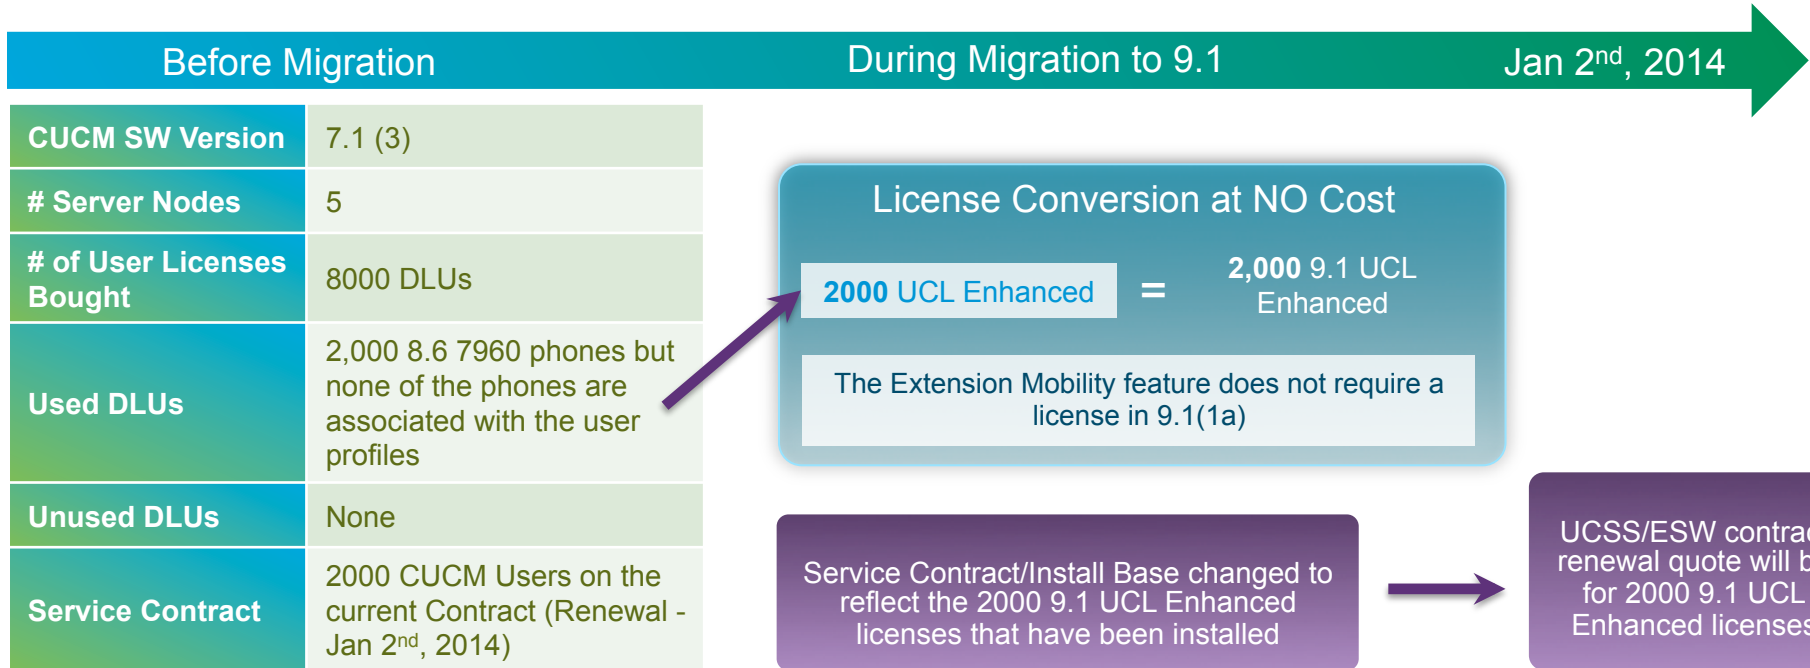 Before Migration
During Migration to 9.1
Jan 2nd, 2014
CUCM SW Version
7.1 (3)
# Server Nodes
5
# of User Licenses
Bought
8000 DLUs
Used DLUs
2,000 8.6 7960 phones but
none of the phones are
associated with the user
profiles
Unused DLUs
None
Service Contract
2000 CUCM Users on the
current Contract (Renewal -
Jan 2nd, 2014)
License Conversion at NO Cost
2000 UCL Enhanced
=
2,000 9.1 UCL
Enhanced
The Extension Mobility feature does not require a
license in 9.1(1a)
Service Contract/Install Base changed to
reflect the 2000 9.1 UCL Enhanced
licenses that have been installed
UCSS/ESW
renewal quote will
for 2000 9.1 UCL
Enhanced licenses